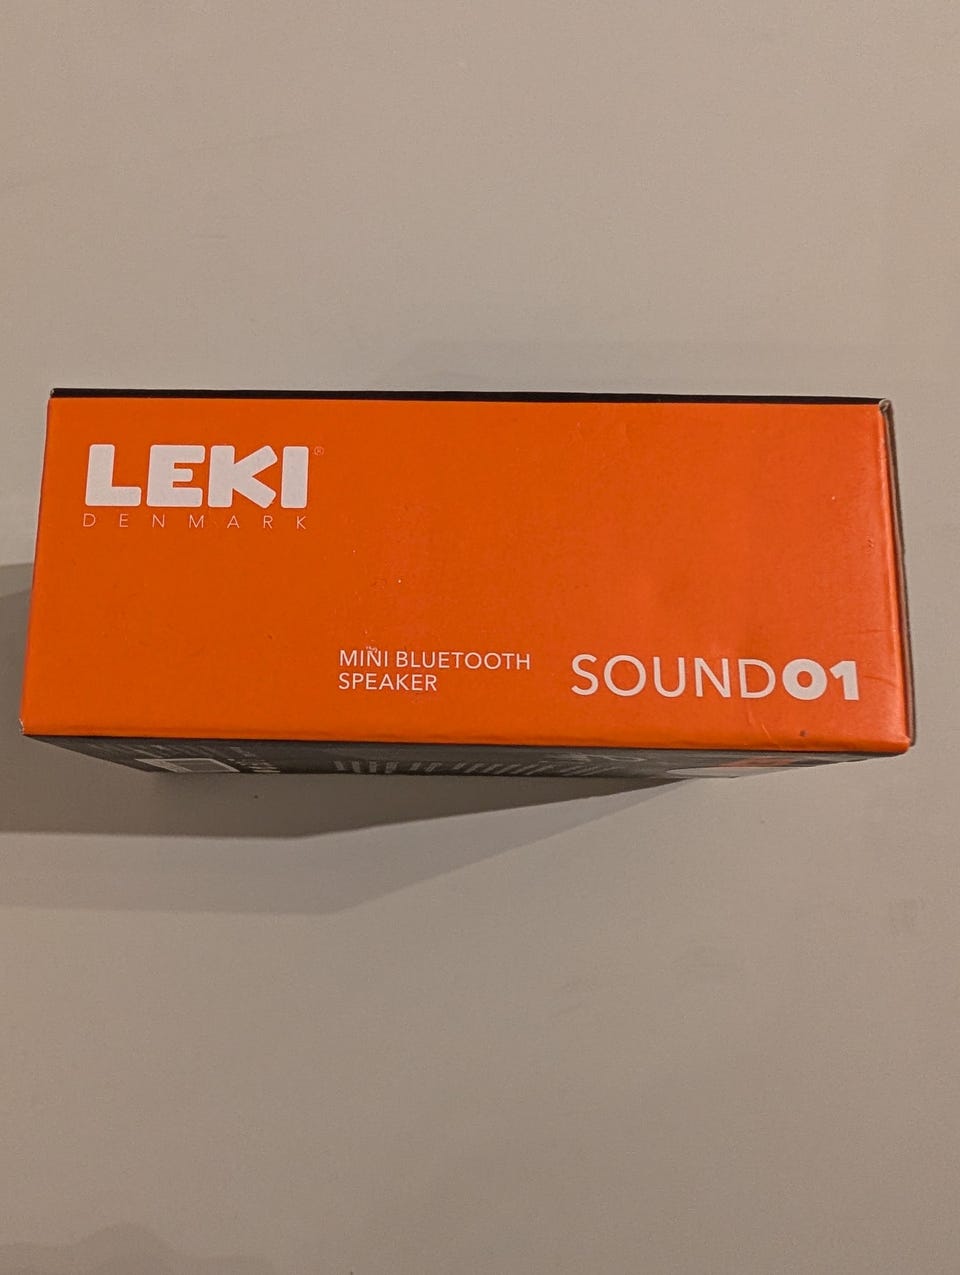 LEKI®
DENMARK
MINI BLUETOOTH
SPEAKER
SOUND01